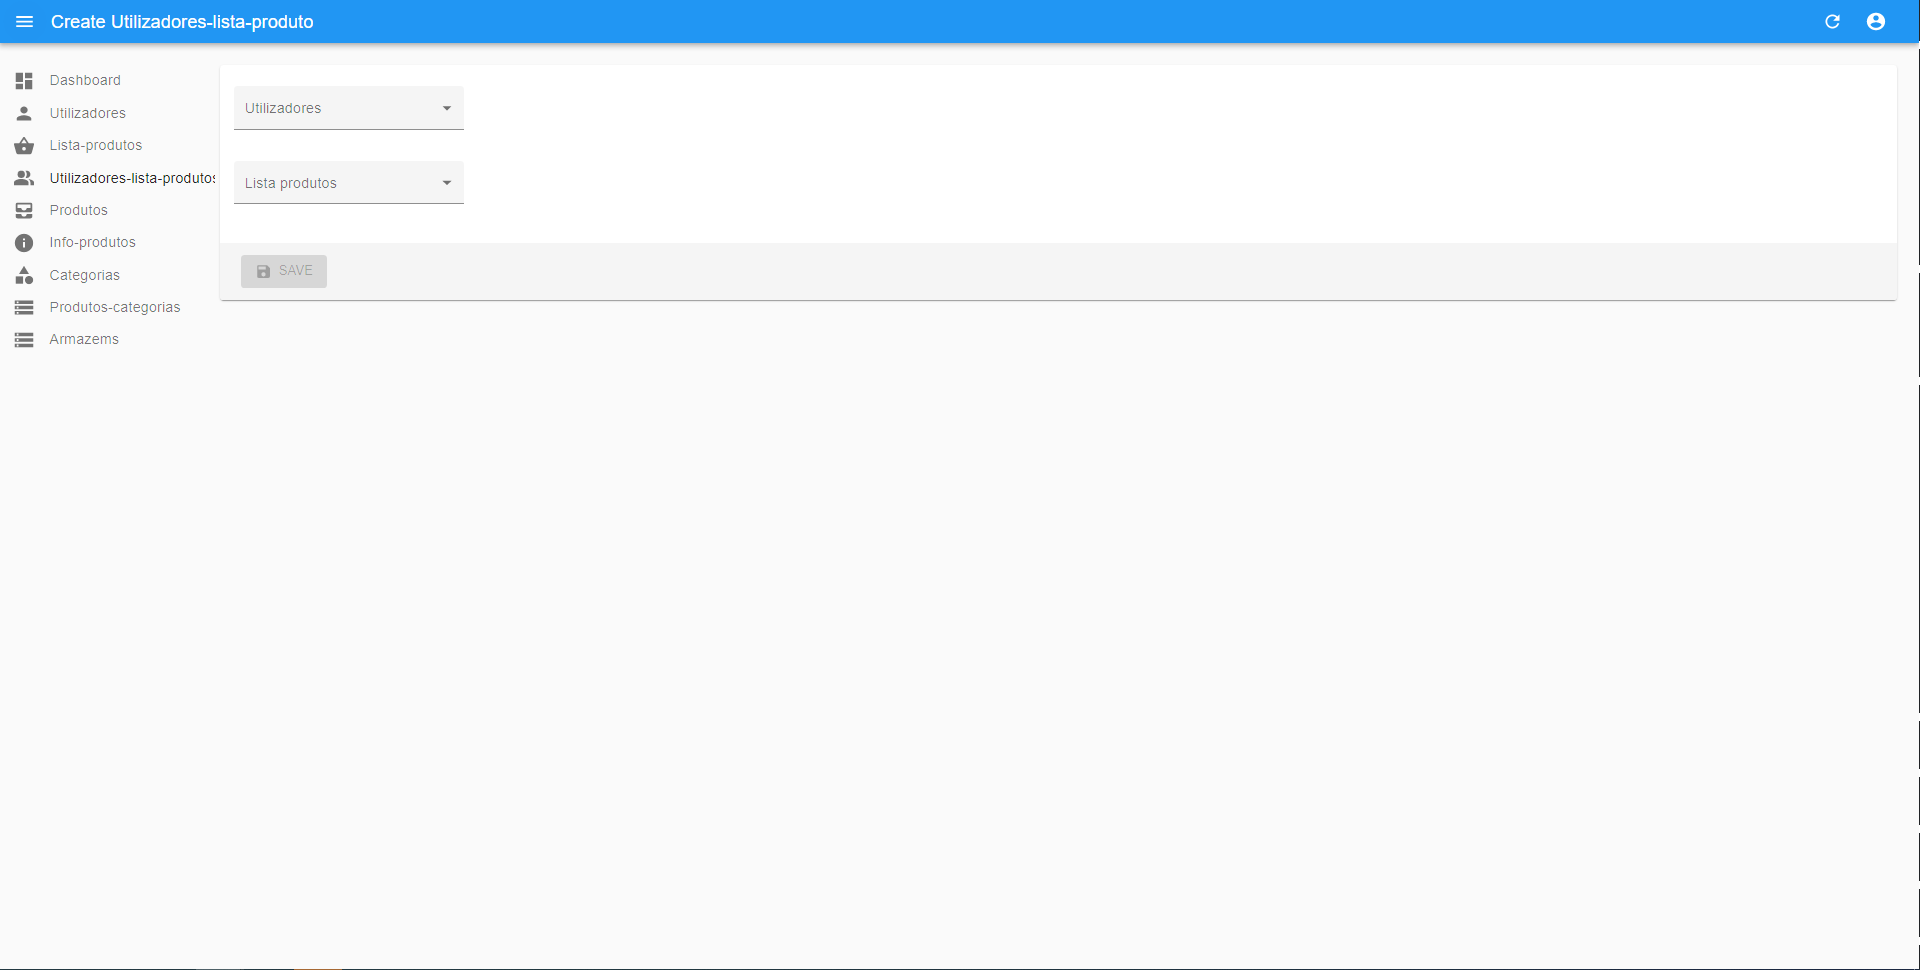 Create Utilizadores-lista-produto
Dashboard
Utilizadores
Lista-produtos
Utilizadores-lista-produtos
Produtos
Info-produtos
Categorias
Produtos-categorias
Armazems
Utilizadores
Lista produtos
SAVE